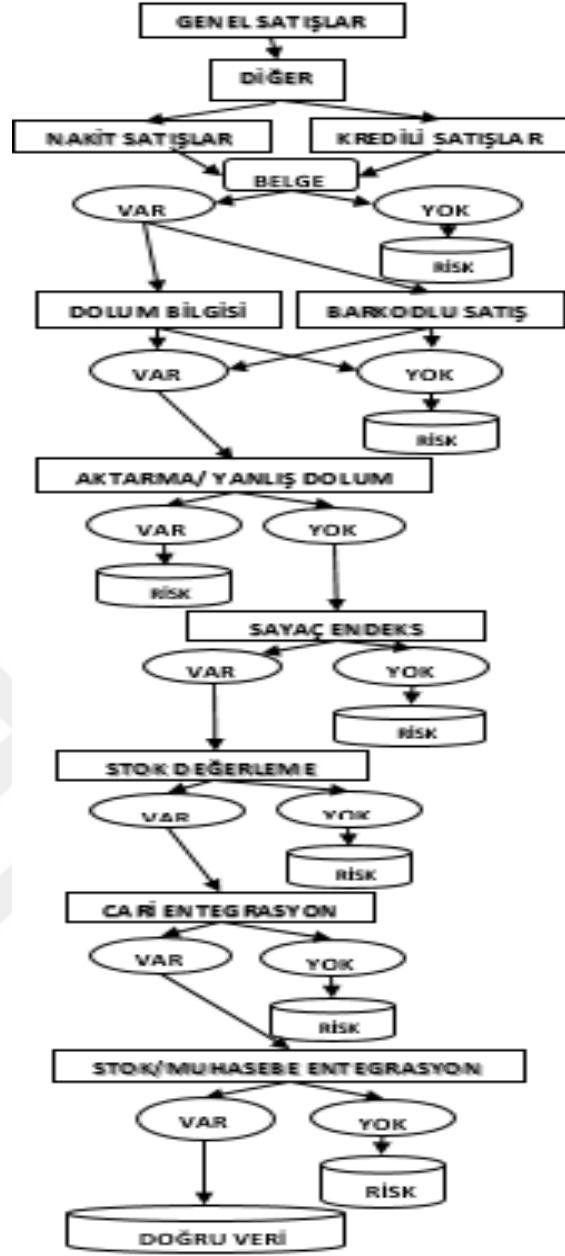 GENEL SATIŞLAR
DİĞER
NAKİT SATIŞLAR
KREDİLİ SATIŞLAR
BELGE
VAR
YOK
RİSK
DOLUM BİLGİSİ
BARKODLU SATIŞ
VAR
YOK
RİSK
AKTARMA/ YANLIŞ DOLUM
VAR
YOK
RİSK
SAYAÇ ENDEKS
VAR
YOK
RİSK
STOK DEĞERLEME
VAR
YOK
RİSK
CARİ ENTEGRASYON
VAR
YOK
RİSK
STOK/MUHASEBE ENTEGRASYON
VAR
YOK
RİSK
DOĞRU VERİ